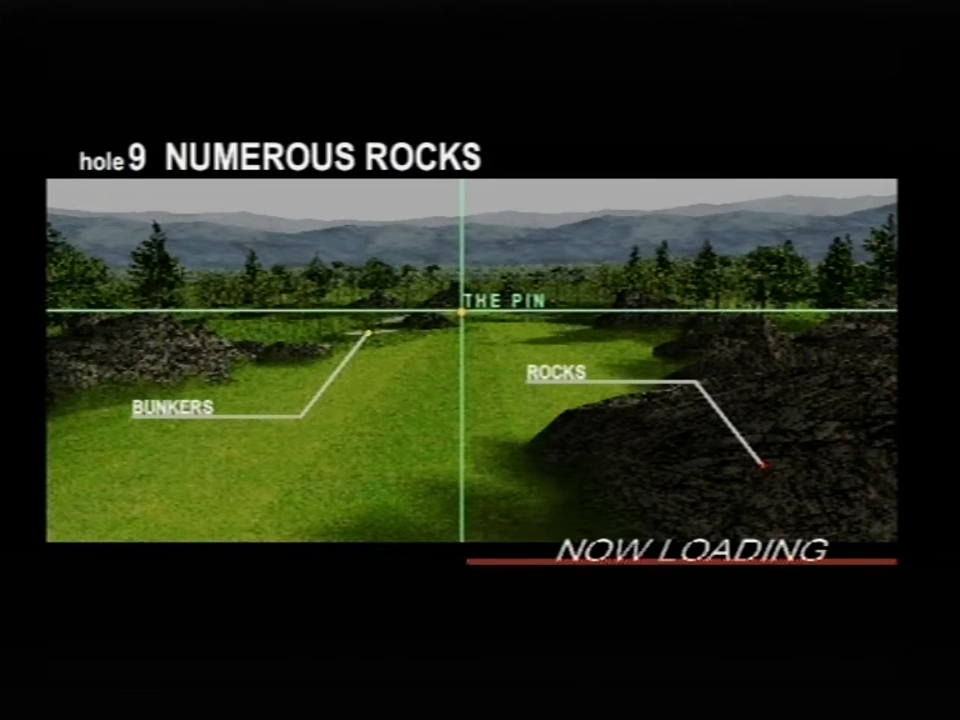 hole 9 NUMEROUS ROCKS
THE PIN
ROCKS
BUNKERS
NOW LOADING